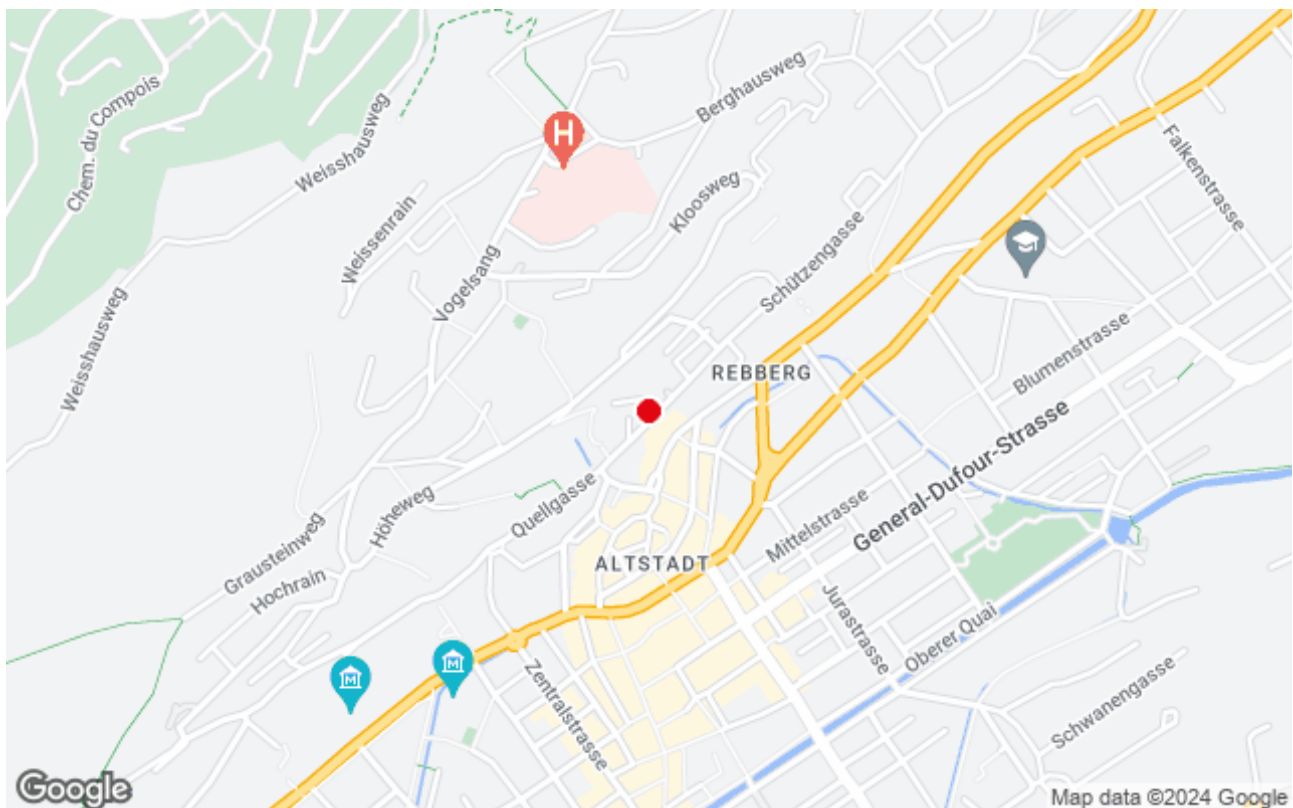 Chem. du Compois
Weisshausweg
Berghausweg
H
Falkenstrasse
Weissenrain
Kloosweg
Schützengasse
Vogelsang
Weisshausweg
REBBERG
Blumenstrasse
General-Dufour-Strasse
Quellgasse
Höheweg
Mittelstrasse
Grausteinweg
Hochrain
ALTSTADT
Jurastrasse
Oberer Quai
M
M
Zentralstrasse
Schwanengasse
Google
Map data ©2024 Google